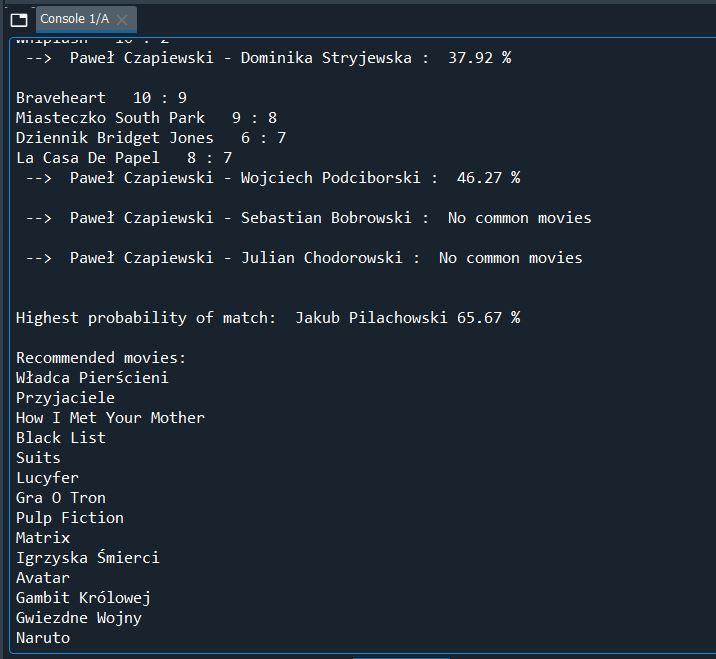 Console 1/A
Whiplash   10 : 2
-->  Paweł Czapiewski - Dominika Stryjewska :  37.92 %
Braveheart   10 : 9
Miasteczko South Park   9 : 8
Dziennik Bridget Jones   6 : 7
La Casa De Papel   8 : 7
-->  Paweł Czapiewski - Wojciech Podciborski :  46.27 %
-->  Paweł Czapiewski - Sebastian Bobrowski :  No common movies
-->  Paweł Czapiewski - Julian Chodorowski :  No common movies
Highest probability of match:  Jakub Pilachowski 65.67 %
Recommended movies:
Władca Pierścieni
Przyjaciele
How I Met Your Mother
Black List
Suits
Lucyfer
Gra O Tron
Pulp Fiction
Matrix
Igrzyska Śmierci
Avatar
Gambit Królowej
Gwiezdne Wojny
Naruto